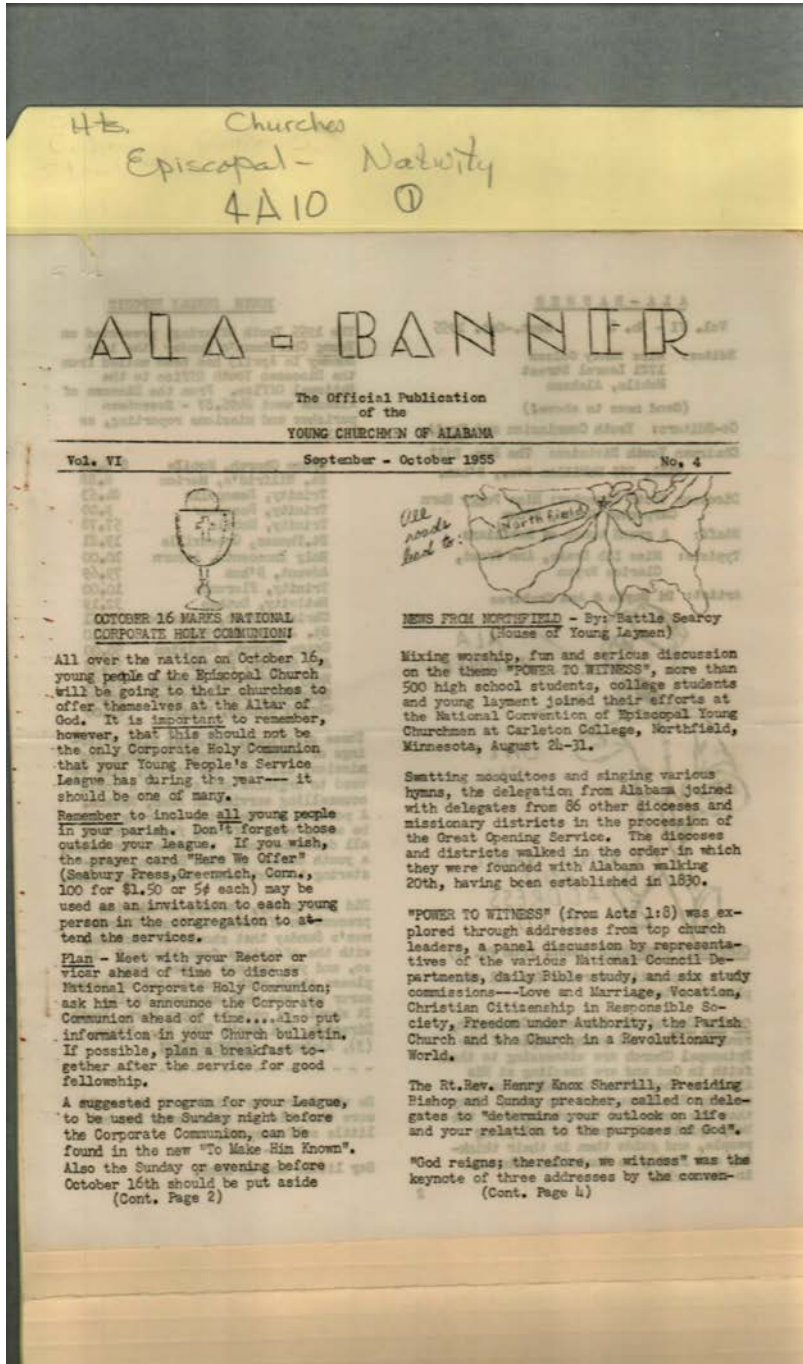 Hts. Churches
Episcopal - Nativity
4A10 ①
ALA-BANNER
The Official Publication
of the
YOUNG CHURCHMEN OF ALABAMA
Vol. VI September - October 1955 No. 4
OCTOBER 16 MARKS NATIONAL
CORPORATE HOLY COMMUNION!
All over the nation on October 16,
young people of the Episcopal Church
will be going to their churches to
offer themselves at the Altar of
God. It is important to remember,
however, that this should not be
the only Corporate Holy Communion
that your Young People's Service
League has during the year--- it
should be one of many.
Remember to include all young people
in your parish. Don't forget those
outside your league. If you wish,
the prayer card "Here We Offer"
(Seabury Press,Greenwich, Conn.,
100 for $1.50 or 5¢ each) may be
used as an invitation to each young
person in the congregation to at-
tend the services.
Plan - Meet with your Rector or
vicar ahead of time to discuss
National Corporate Holy Communion;
ask him to announce the Corporate
Communion ahead of time....Also put
information in your Church bulletin.
If possible, plan a breakfast to-
gether after the service for good
fellowship.
A suggested program for your League,
to be used the Sunday night before
the Corporate Communion, can be
found in the new "To Make Him Known".
Also the Sunday or evening before
October 16th should be put aside
(Cont. Page 2)
All
roads
lead to:
Northfield
NEWS FROM NORTHFIELD - By: Battle Searcy
(House of Young Laymen)
Mixing worship, fun and serious discussion
on the theme "POWER TO WITNESS", more than
500 high school students, college students
and young layment joined their efforts at
the National Convention of Episcopal Young
Churchmen at Carleton College, Northfield,
Minnesota, August 24-31.
Swatting mosquitoes and singing various
hymns, the delegation from Alabama joined
with delegates from 86 other dioceses and
missionary districts in the procession of
the Great Opening Service. The dioceses
and districts walked in the order in which
they were founded with Alabama walking
20th, having been established in 1830.
"POWER TO WITNESS" (from Acts 1:8) was ex-
plored through addresses from top church
leaders, a panel discussion by representa-
tives of the various National Council De-
partments, daily Bible study, and six study
commissions---Love and Marriage, Vocation,
Christian Citizenship in Responsible So-
ciety, Freedom under Authority, the Parish
Church and the Church in a Revolutionary
World.
The Rt.Rev. Henry Knox Sherrill, Presiding
Bishop and Sunday preacher, called on dele-
gates to "determine your outlook on life
and your relation to the purposes of God".
"God reigns; therefore, we witness" was the
keynote of three addresses by the conven-
(Cont. Page 4)